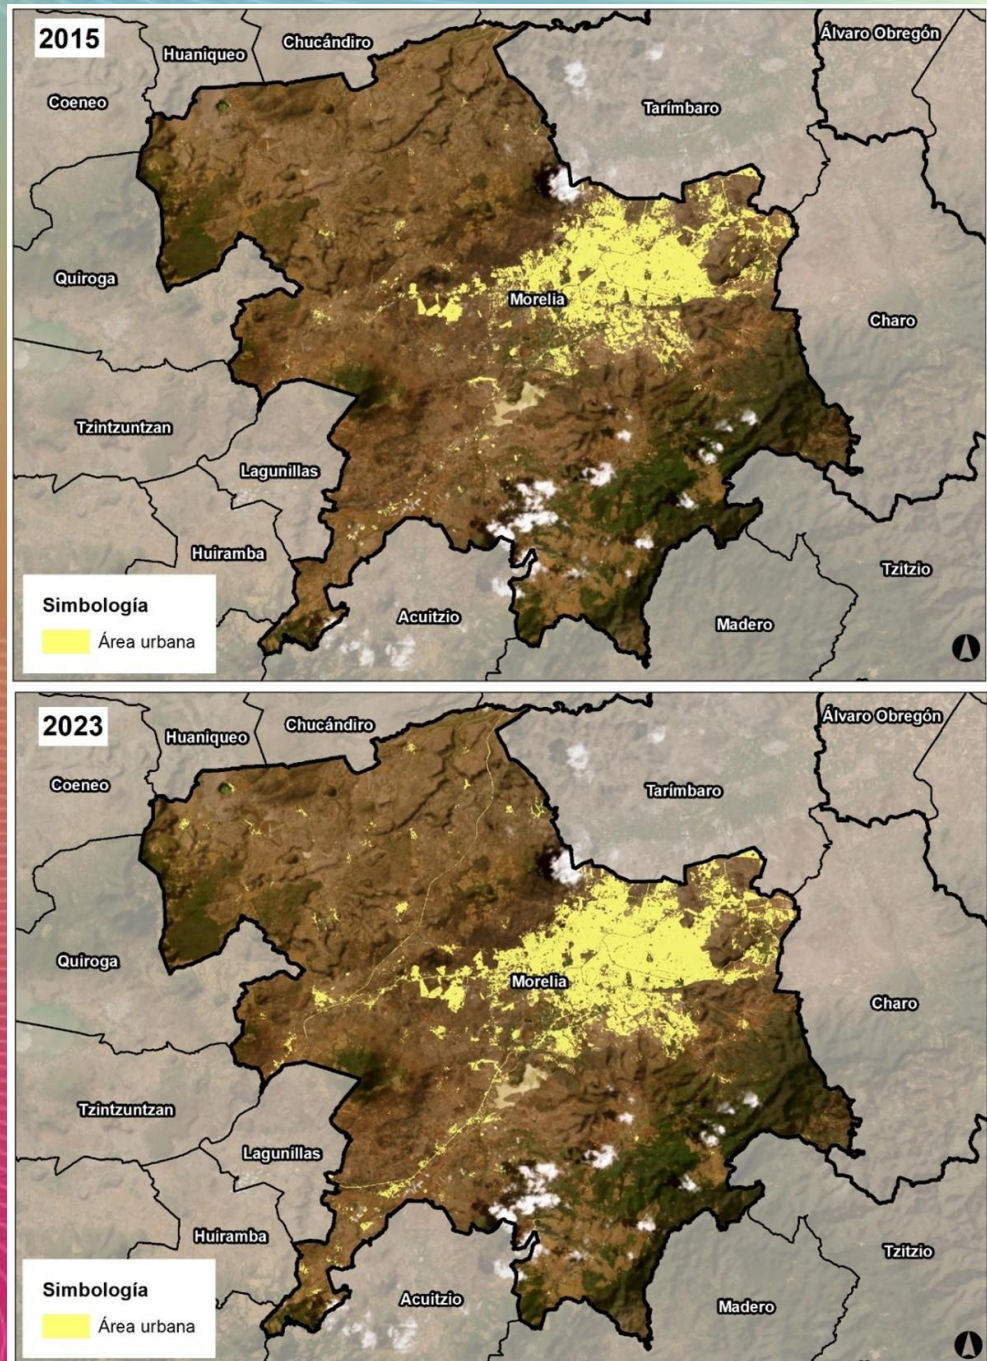 2015
Huaniqueo
Chucándiro
Álvaro Obregón
Coeneo
Tarímbaro
Quiroga
Morelia
Charo
Tzintzuntzan
Lagunillas
Huiramba
Tzitzio
Acuitzio
Madero
Simbología
Área urbana
2023
Huaniqueo
Chucándiro
Álvaro Obregón
Coeneo
Tarímbaro
Quiroga
Morelia
Charo
Tzintzuntzan
Lagunillas
Huiramba
Tzitzio
Acuitzio
Madero
Simbología
Área urbana